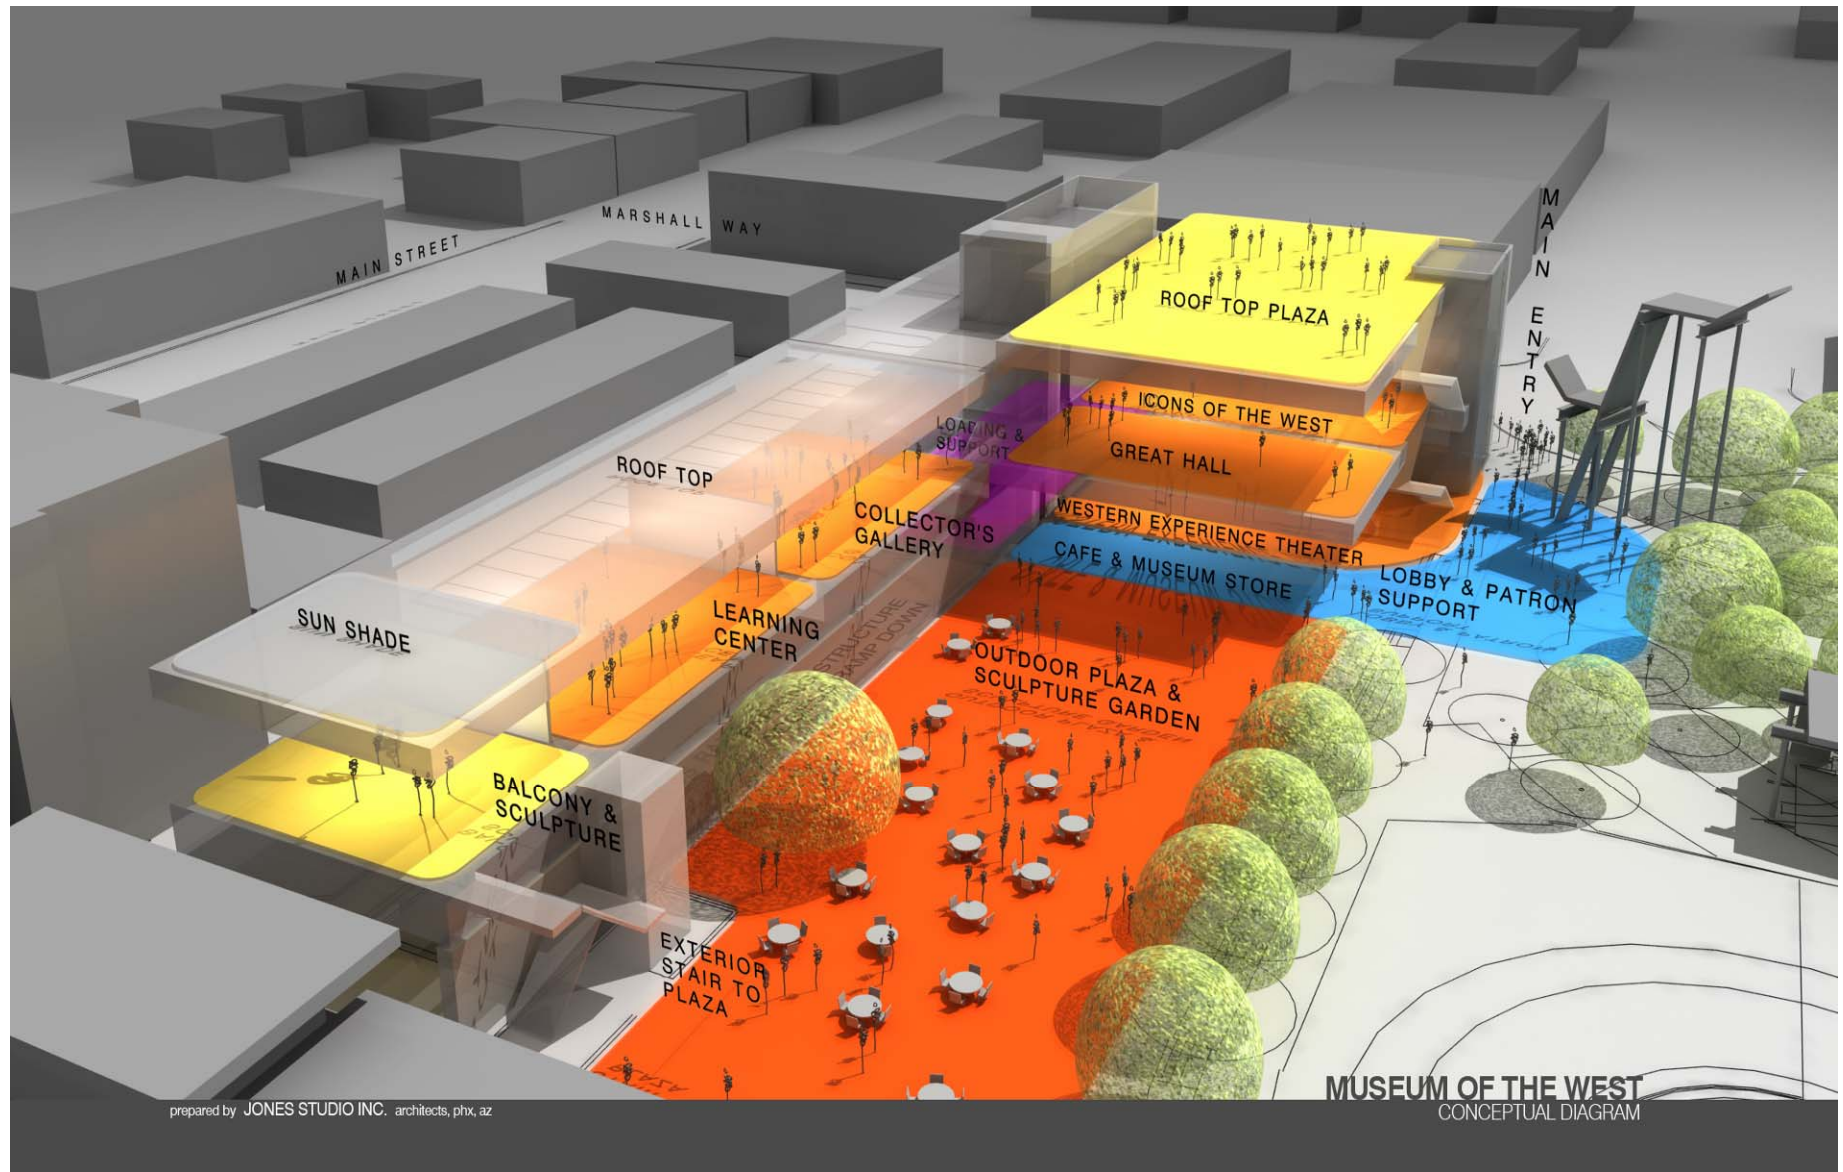 MARSHALL WAY
MAIN STREET
MAIN ENTRY
ROOF TOP PLAZA
ICONS OF THE WEST
LOADING &
SUPPORT
GREAT HALL
ROOF TOP
COLLECTOR'S
GALLERY
WESTERN EXPERIENCE THEATER
CAFE & MUSEUM STORE
LOBBY & PATRON
SUPPORT
SUN SHADE
LEARNING
CENTER
STRUCTURE
RAMP DOWN
OUTDOOR PLAZA &
SCULPTURE GARDEN
BALCONY &
SCULPTURE
EXTERIOR
STAIR TO
PLAZA
MUSEUM OF THE WEST
CONCEPTUAL DIAGRAM
prepared by JONES STUDIO INC. architects, phx, az